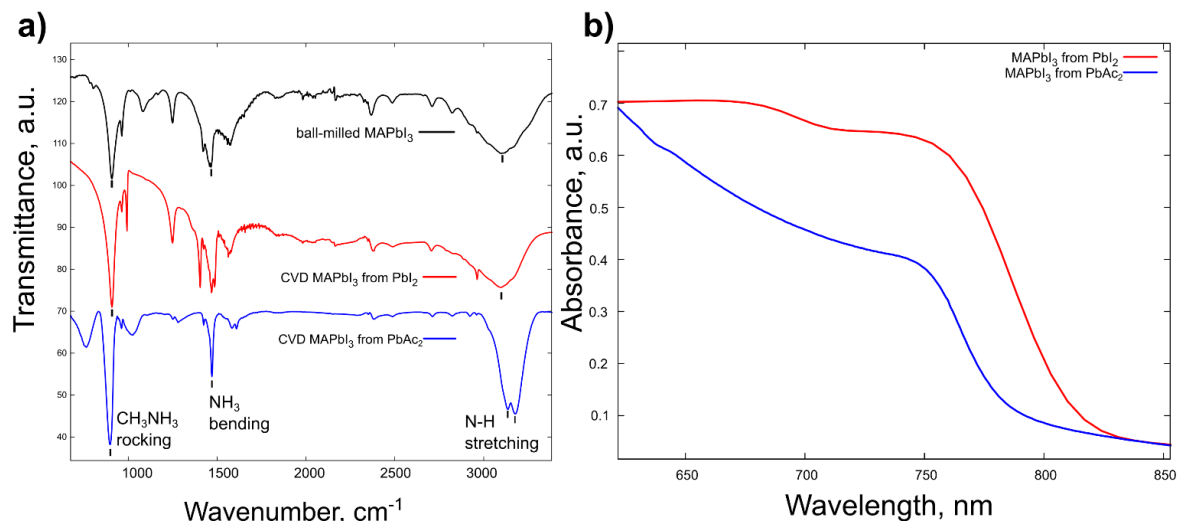 a)
Transmittance, a.u.
130
120
110
100
90
80
70
60
50
40
ball-milled MAPbI₃
CVD MAPbI₃ from PbI₂
CVD MAPbI₃ from PbAc₂
CH₃NH₃
rocking
NH₃
bending
N-H
stretching
1000 1500 2000 2500 3000
Wavenumber, cm⁻¹
b)
Absorbance, a.u.
0.7
0.6
0.5
0.4
0.3
0.2
0.1
MAPbI₃ from PbI₂
MAPbI₃ from PbAc₂
650 700 750 800 850
Wavelength, nm